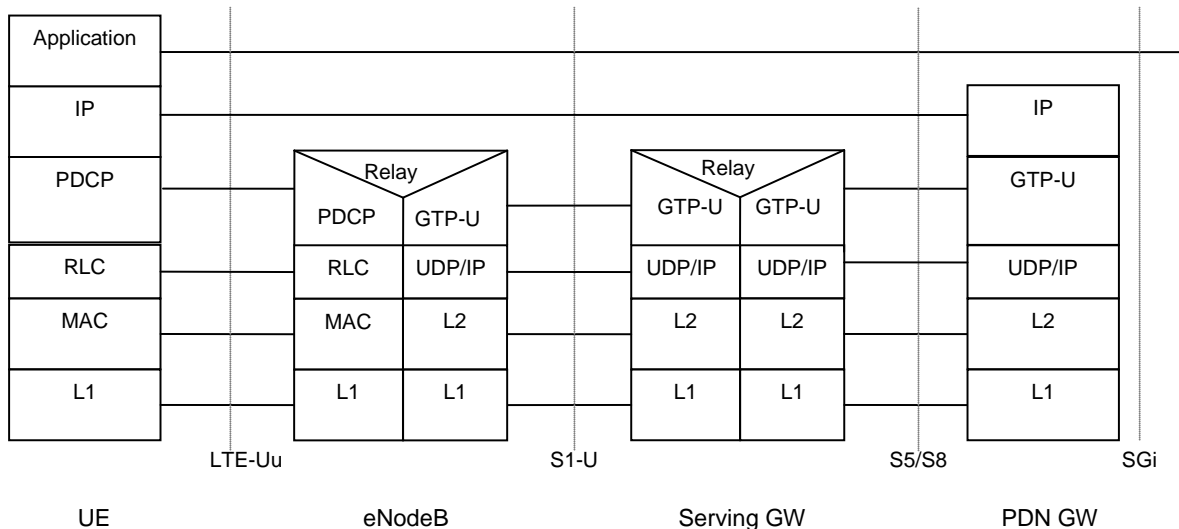 Application
IP
IP
Relay
Relay
PDCP
GTP-U
PDCP
GTP-U
GTP-U
GTP-U
RLC
RLC
UDP/IP
UDP/IP
UDP/IP
UDP/IP
MAC
MAC
L2
L2
L2
L2
L1
L1
L1
L1
L1
L1
LTE-Uu
S1-U
S5/S8
SGi
UE
eNodeB
Serving GW
PDN GW